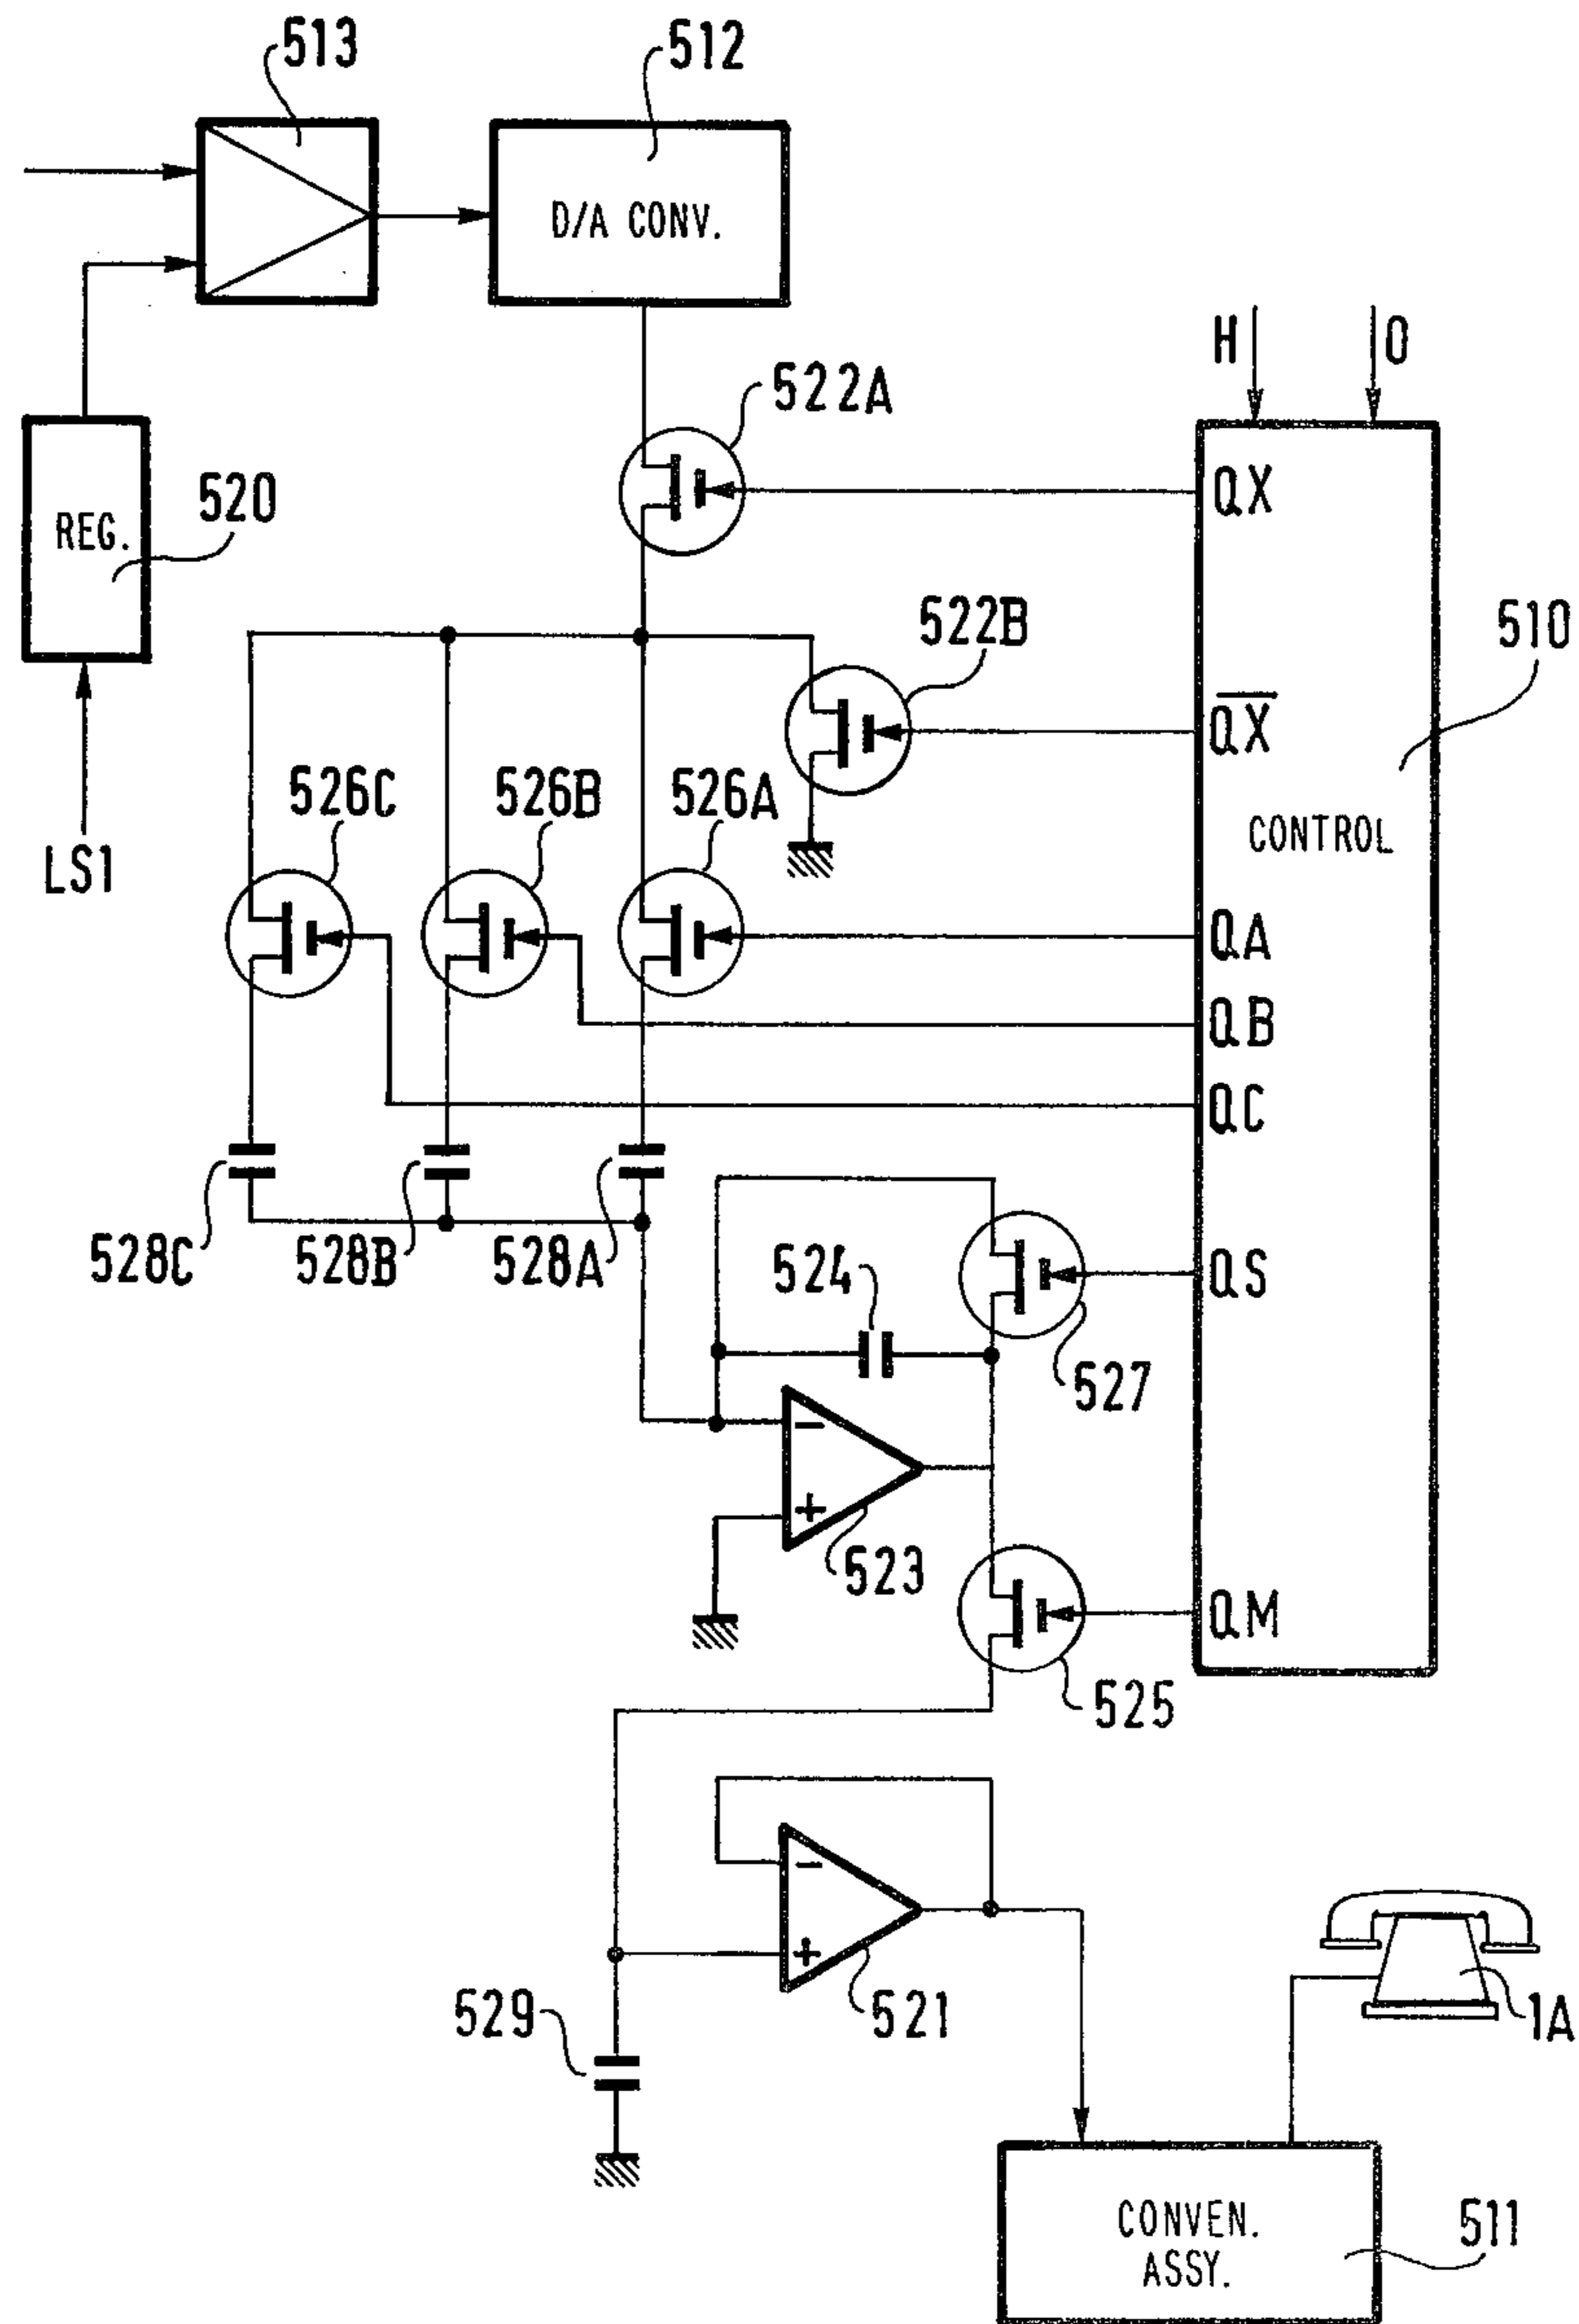 513
512
D/A CONV.
H
O
522A
QX
520
REG.
522B
510
Q\overline{X}
526C
526B
526A
CONTROL
LS1
QA
QB
QC
528C
528B
528A
524
QS
527
-
+
523
QM
525
-
+
521
529
1A
CONVEN.
ASSY.
511